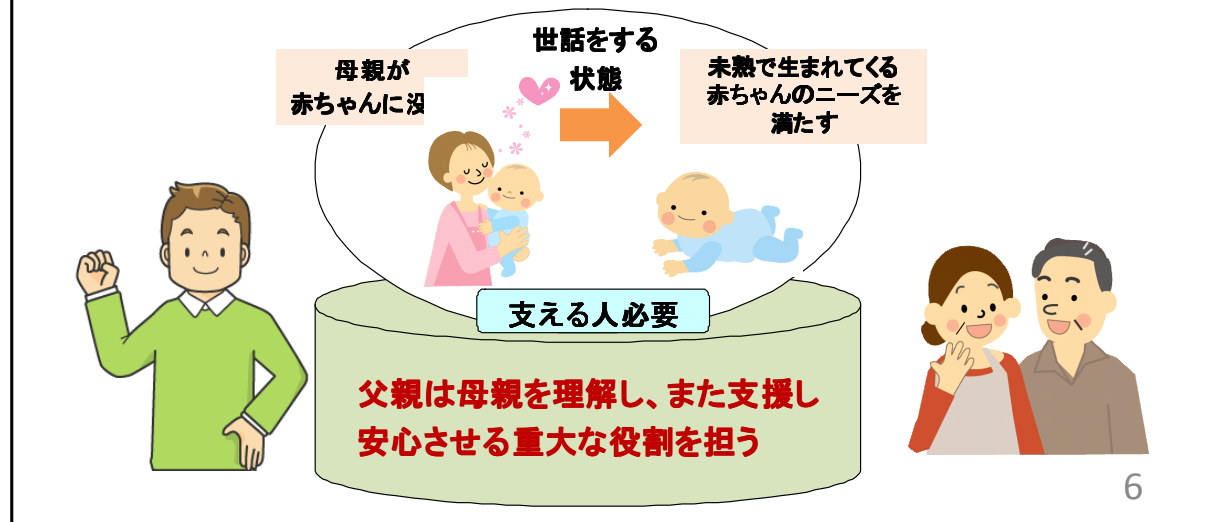 世話をする
状態
母親が
赤ちゃんに没
未熟で生まれてくる
赤ちゃんのニーズを
満たす
支える人必要
父親は母親を理解し、また支援し
安心させる重大な役割を担う
6